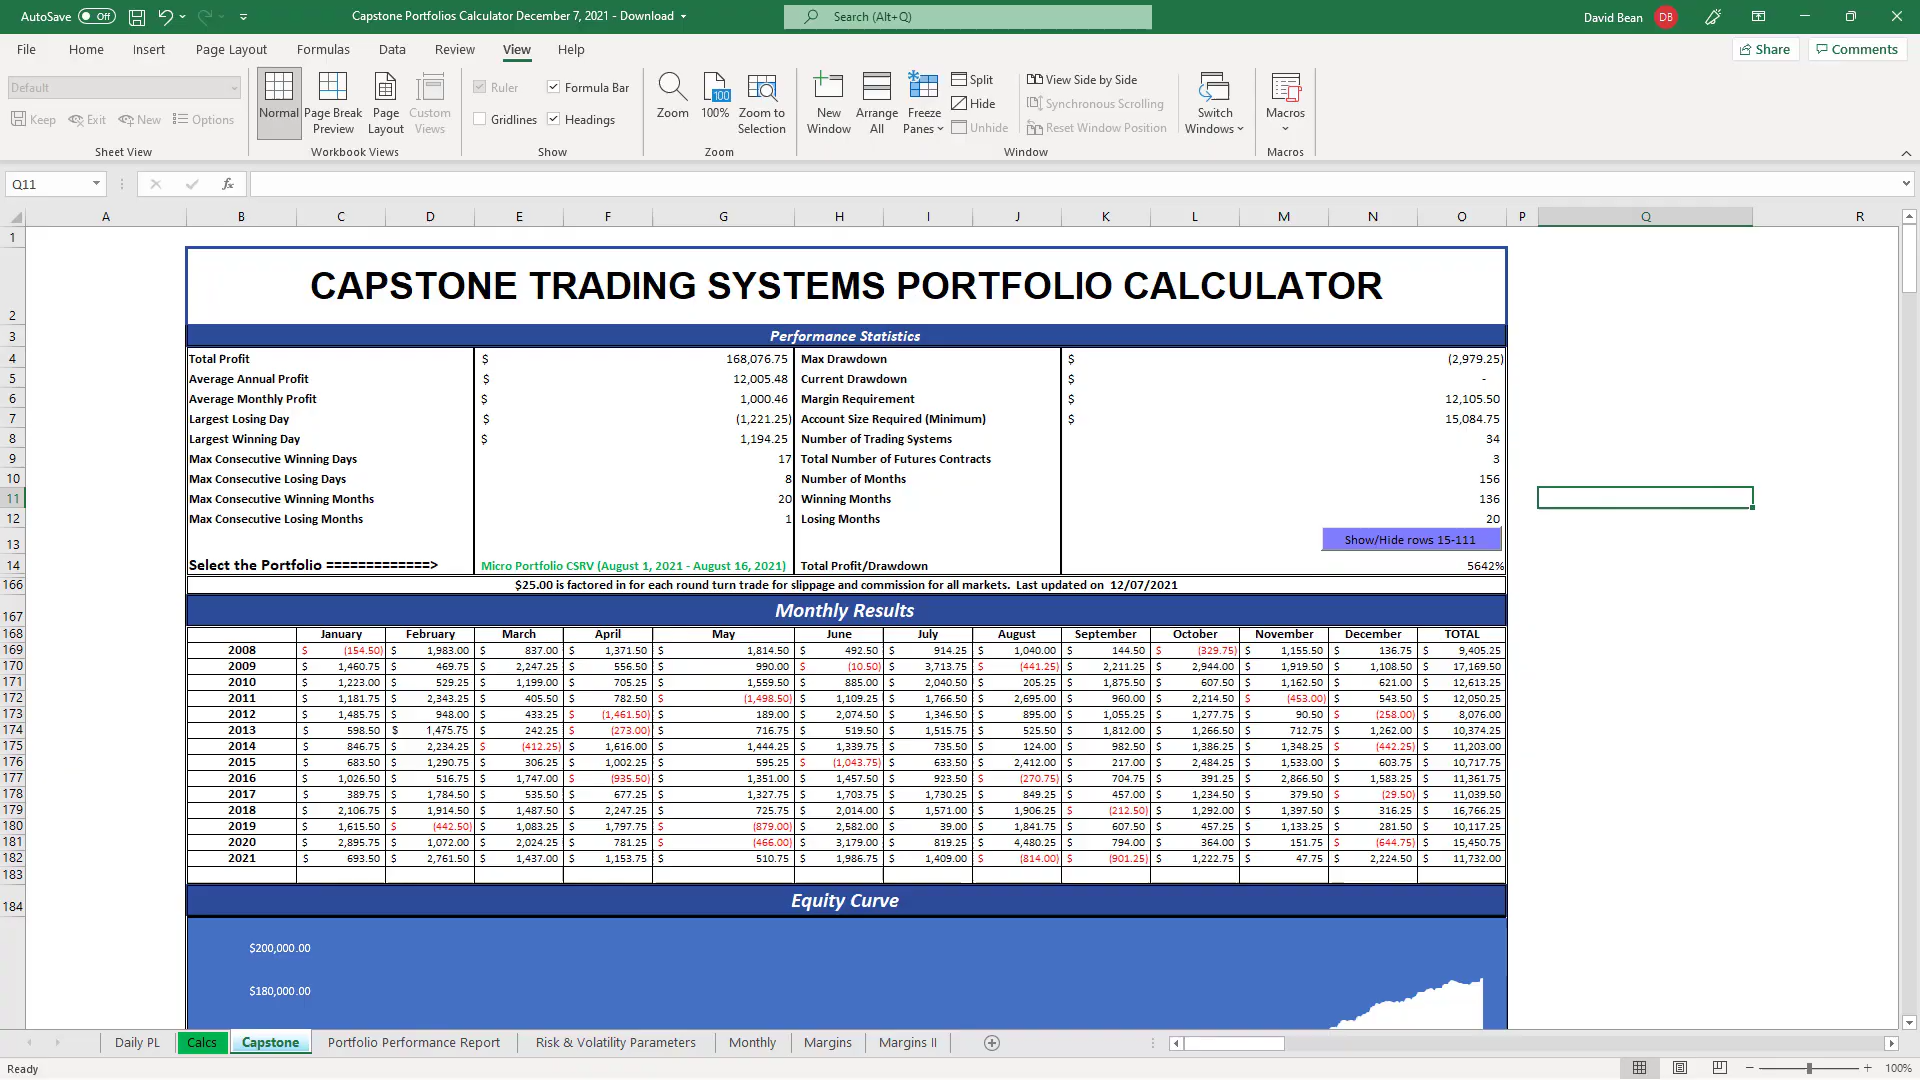 AutoSave Off Capstone Portfolios Calculator December 7, 2021 - Download Search (Alt+Q) David Bean DB
File Home Insert Page Layout Formulas Data Review View Help Share Comments
Default
Keep Exit New Options
Sheet View
Normal Page Break Preview Page Layout Custom Views
Workbook Views
Ruler Formula Bar
Gridlines Headings
Show
Zoom 100 100% Zoom to Selection
Zoom
New Window Arrange All Freeze Panes
Split
Hide
Unhide
View Side by Side
Synchronous Scrolling
Reset Window Position
Switch Windows
Window
Macros
Macros
Q11 fx
A B C D E F G H I J K L M N O P Q R
1
2 CAPSTONE TRADING SYSTEMS PORTFOLIO CALCULATOR
3 Performance Statistics
4 Total Profit $ 168,076.75 Max Drawdown $ (2,979.25)
5 Average Annual Profit $ 12,005.48 Current Drawdown $ -
6 Average Monthly Profit $ 1,000.46 Margin Requirement $ 12,105.50
7 Largest Losing Day $ (1,221.25) Account Size Required (Minimum) $ 15,084.75
8 Largest Winning Day $ 1,194.25 Number of Trading Systems 34
9 Max Consecutive Winning Days 17 Total Number of Futures Contracts 3
10 Max Consecutive Losing Days 8 Number of Months 156
11 Max Consecutive Winning Months 20 Winning Months 136
12 Max Consecutive Losing Months 1 Losing Months 20
13 Show/Hide rows 15-111
14 Select the Portfolio =============> Micro Portfolio CSRV (August 1, 2021 - August 16, 2021) Total Profit/Drawdown 5642%
166 $25.00 is factored in for each round turn trade for slippage and commission for all markets. Last updated on 12/07/2021
167 Monthly Results
168 January February March April May June July August September October November December TOTAL
169 2008 $ (154.50) $ 1,983.00 $ 837.00 $ 1,371.50 $ 1,814.50 $ 492.50 $ 914.25 $ 1,040.00 $ 144.50 $ (329.75) $ 1,155.50 $ 136.75 $ 9,405.25
170 2009 $ 1,460.75 $ 469.75 $ 2,247.25 $ 556.50 $ 990.00 $ (10.50) $ 3,713.75 $ (441.25) $ 2,211.25 $ 2,944.00 $ 1,919.50 $ 1,108.50 $ 17,169.50
171 2010 $ 1,223.00 $ 529.25 $ 1,199.00 $ 705.25 $ 1,559.50 $ 885.00 $ 2,040.50 $ 205.25 $ 1,875.50 $ 607.50 $ 1,162.50 $ 621.00 $ 12,613.25
172 2011 $ 1,181.75 $ 2,343.25 $ 405.50 $ 782.50 $ (1,498.50) $ 1,109.25 $ 1,766.50 $ 2,695.00 $ 960.00 $ 2,214.50 $ (453.00) $ 543.50 $ 12,050.25
173 2012 $ 1,485.75 $ 948.00 $ 433.25 $ (1,461.50) $ 189.00 $ 2,074.50 $ 1,346.50 $ 895.00 $ 1,055.25 $ 1,277.75 $ 90.50 $ (258.00) $ 8,076.00
174 2013 $ 598.50 $ 1,475.75 $ 242.25 $ (273.00) $ 716.75 $ 519.50 $ 1,515.75 $ 525.50 $ 1,812.00 $ 1,266.50 $ 712.75 $ 1,262.00 $ 10,374.25
175 2014 $ 846.75 $ 2,234.25 $ (412.25) $ 1,616.00 $ 1,444.25 $ 1,339.75 $ 735.50 $ 124.00 $ 982.50 $ 1,386.25 $ 1,348.25 $ (442.25) $ 11,203.00
176 2015 $ 683.50 $ 1,290.75 $ 306.25 $ 1,002.25 $ 595.25 $ (1,043.75) $ 633.50 $ 2,412.00 $ 217.00 $ 2,484.25 $ 1,533.00 $ 603.75 $ 10,717.75
177 2016 $ 1,026.50 $ 516.75 $ 1,747.00 $ (935.50) $ 1,351.00 $ 1,457.50 $ 923.50 $ (270.75) $ 704.75 $ 391.25 $ 2,866.50 $ 1,583.25 $ 11,361.75
178 2017 $ 389.75 $ 1,784.50 $ 535.50 $ 677.25 $ 1,327.75 $ 1,703.75 $ 1,730.25 $ 849.25 $ 457.00 $ 1,234.50 $ 379.50 $ (29.50) $ 11,039.50
179 2018 $ 2,106.75 $ 1,914.50 $ 1,487.50 $ 2,247.25 $ 725.75 $ 2,014.00 $ 1,571.00 $ 1,906.25 $ (212.50) $ 1,292.00 $ 1,397.50 $ 316.25 $ 16,766.25
180 2019 $ 1,615.50 $ (442.50) $ 1,083.25 $ 1,797.75 $ (879.00) $ 2,582.00 $ 39.00 $ 1,841.75 $ 607.50 $ 457.25 $ 1,133.25 $ 281.50 $ 10,117.25
181 2020 $ 2,895.75 $ 1,072.00 $ 2,024.25 $ 781.25 $ (466.00) $ 3,179.00 $ 819.25 $ 4,480.25 $ 794.00 $ 364.00 $ 151.75 $ (644.75) $ 15,450.75
182 2021 $ 693.50 $ 2,761.50 $ 1,437.00 $ 1,153.75 $ 510.75 $ 1,986.75 $ 1,409.00 $ (814.00) $ (901.25) $ 1,222.75 $ 47.75 $ 2,224.50 $ 11,732.00
183
184 Equity Curve
$200,000.00
$180,000.00
Daily PL Calcs Capstone Portfolio Performance Report Risk & Volatility Parameters Monthly Margins Margins II
Ready 100%